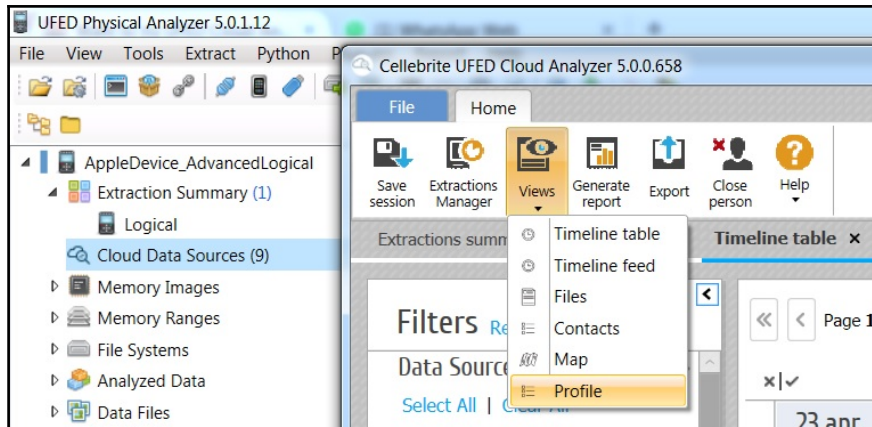 UFED Physical Analyzer 5.0.1.12
File View Tools Extract Python
Cellebrite UFED Cloud Analyzer 5.0.0.658
File Home
Save session
Extractions Manager
Views
Generate report
Export
Close person
Help
AppleDevice_AdvancedLogical
Extraction Summary (1)
Logical
Cloud Data Sources (9)
Memory Images
Memory Ranges
File Systems
Analyzed Data
Data Files
Extractions summ
Timeline table ×
Timeline table
Timeline feed
Files
Contacts
Map
Profile
Filters Re
Data Source
Select All | Clear All
Page 1
23 apr